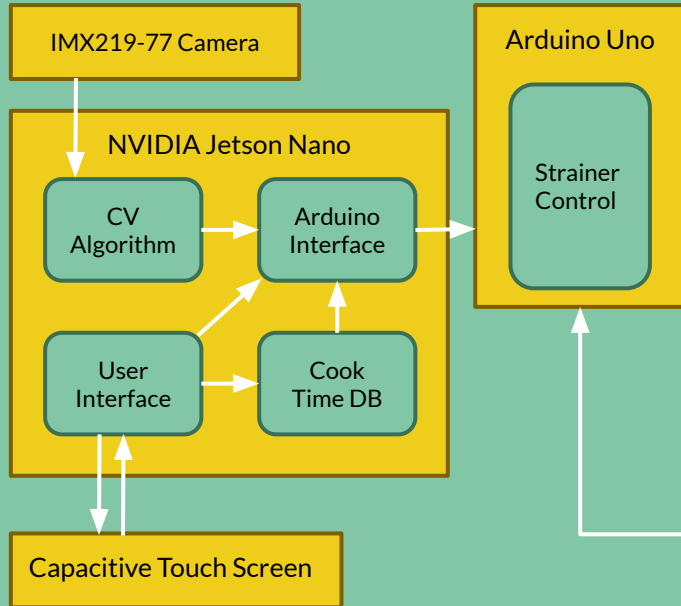 IMX219-77 Camera
Arduino Uno
NVIDIA Jetson Nano
CV
Algorithm
Arduino
Interface
Strainer
Control
User
Interface
Cook
Time DB
Capacitive Touch Screen